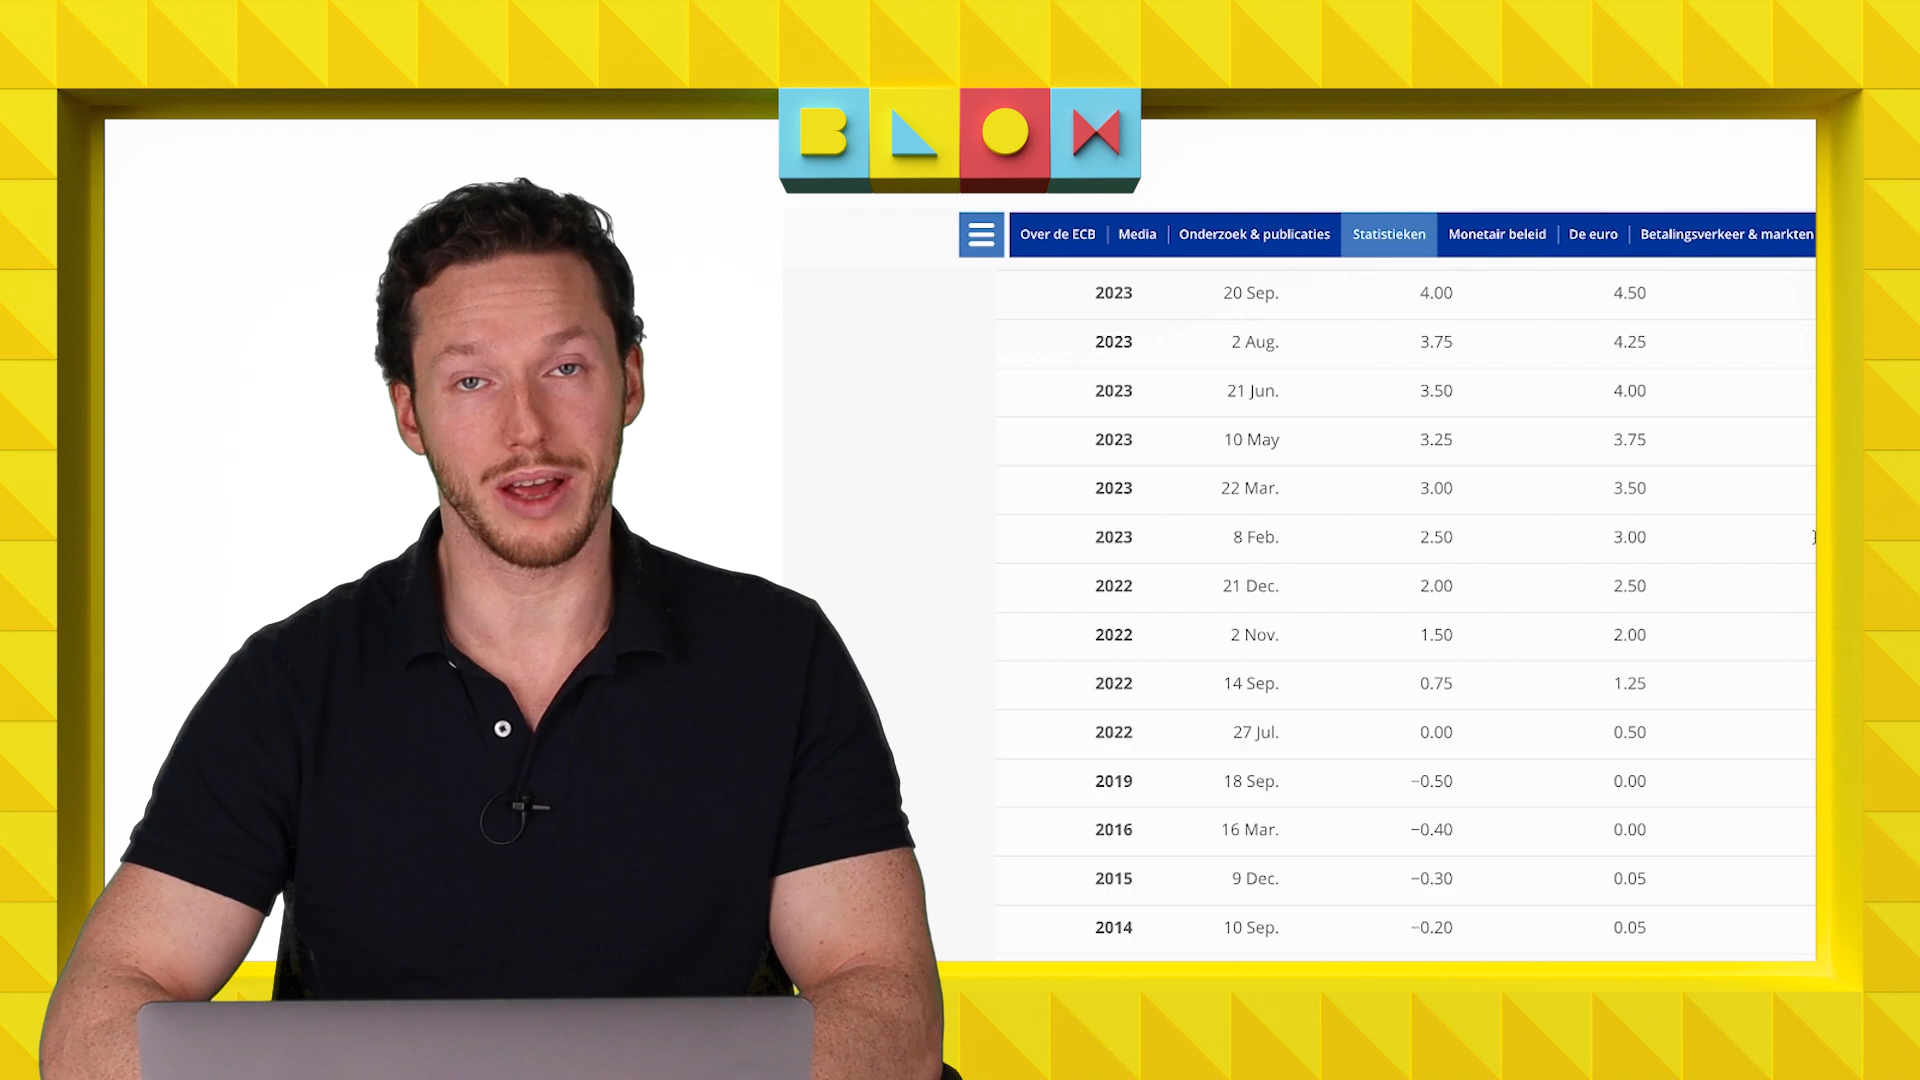 BLOM
Over de ECB | Media | Onderzoek & publicaties Statistieken Monetair beleid | De euro | Betalingsverkeer & markten
2023 20 Sep. 4.00 4.50
2023 2 Aug. 3.75 4.25
2023 21 Jun. 3.50 4.00
2023 10 May 3.25 3.75
2023 22 Mar. 3.00 3.50
2023 8 Feb. 2.50 3.00
2022 21 Dec. 2.00 2.50
2022 2 Nov. 1.50 2.00
2022 14 Sep. 0.75 1.25
2022 27 Jul. 0.00 0.50
2019 18 Sep. −0.50 0.00
2016 16 Mar. −0.40 0.00
2015 9 Dec. −0.30 0.05
2014 10 Sep. −0.20 0.05